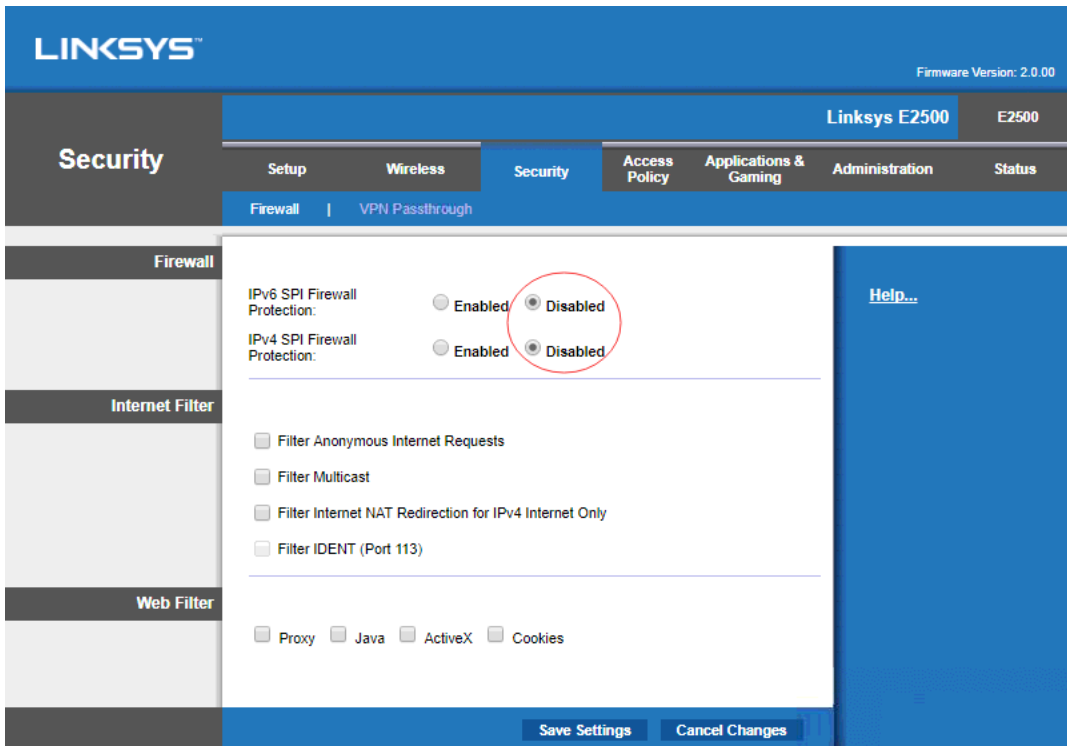 LINKSYS™
Firmware Version: 2.0.00
Linksys E2500 E2500
Security
Setup Wireless Security Access Policy Applications & Gaming Administration Status
Firewall | VPN Passthrough
Firewall
IPv6 SPI Firewall
Protection:
Enabled Disabled
IPv4 SPI Firewall
Protection:
Enabled Disabled
Help...
Internet Filter
Filter Anonymous Internet Requests
Filter Multicast
Filter Internet NAT Redirection for IPv4 Internet Only
Filter IDENT (Port 113)
Web Filter
Proxy Java ActiveX Cookies
Save Settings Cancel Changes